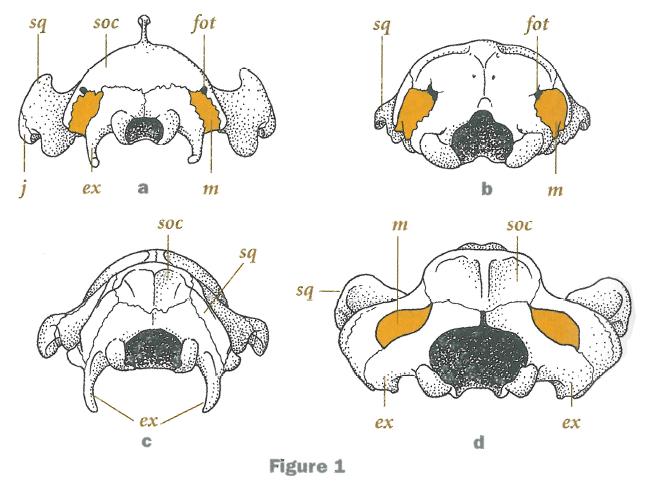 sq soc fot sq fot
j ex a m b m
soc sq m soc sq
ex ex ex
c d
Figure 1